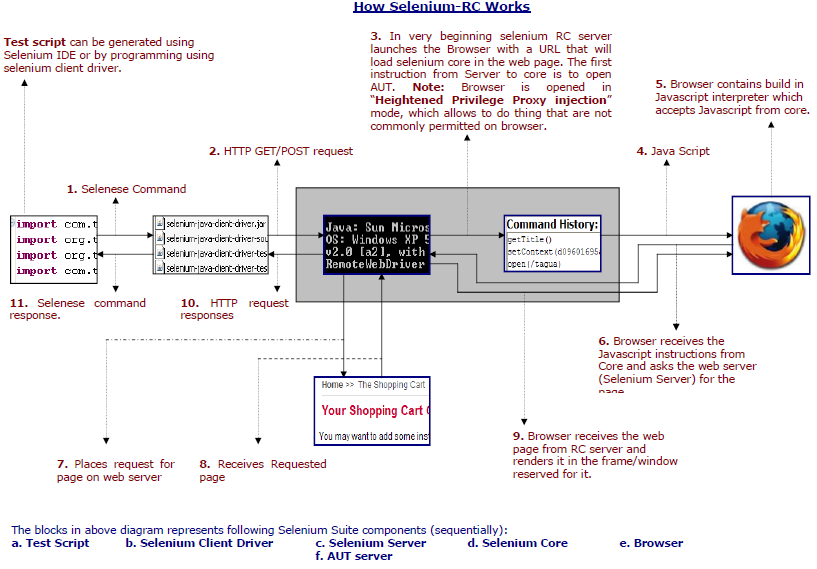 How Selenium-RC Works
Test script can be generated using
Selenium IDE or by programming using
selenium client driver.
3. In very beginning selenium RC server
launches the Browser with a URL that will
load selenium core in the web page. The first
instruction from Server to core is to open
AUT. Note: Browser is opened in
“Heightened Privilege Proxy injection”
mode, which allows to do thing that are not
commonly permitted on browser.
5. Browser contains build in
Javascript interpreter which
accepts Javascript from core.
2. HTTP GET/POST request
4. Java Script
1. Selenese Command
import com.t
import org.t
import org.t
import com.t
selenium-java-client-driver.jar
selenium-java-client-driver-sou
selenium-java-client-driver-tes
selenium-java-client-driver-tes
Java: Sun Micros
OS: Windows XP 5
v2.0 [a2], with
RemoteWebDriver
Command History:
getTitle()
setContext(d09601695
open(/tagua)
11. Selenese command
response.
10. HTTP request
responses
6. Browser receives the
Javascript instructions from
Core and asks the web server
(Selenium Server) for the
page
Home >> The Shopping Cart
Your Shopping Cart
You may want to add some inst
7. Places request for
page on web server
8. Receives Requested
page
9. Browser receives the web
page from RC server and
renders it in the frame/window
reserved for it.
The blocks in above diagram represents following Selenium Suite components (sequentially):
a. Test Script b. Selenium Client Driver c. Selenium Server d. Selenium Core e. Browser
f. AUT server